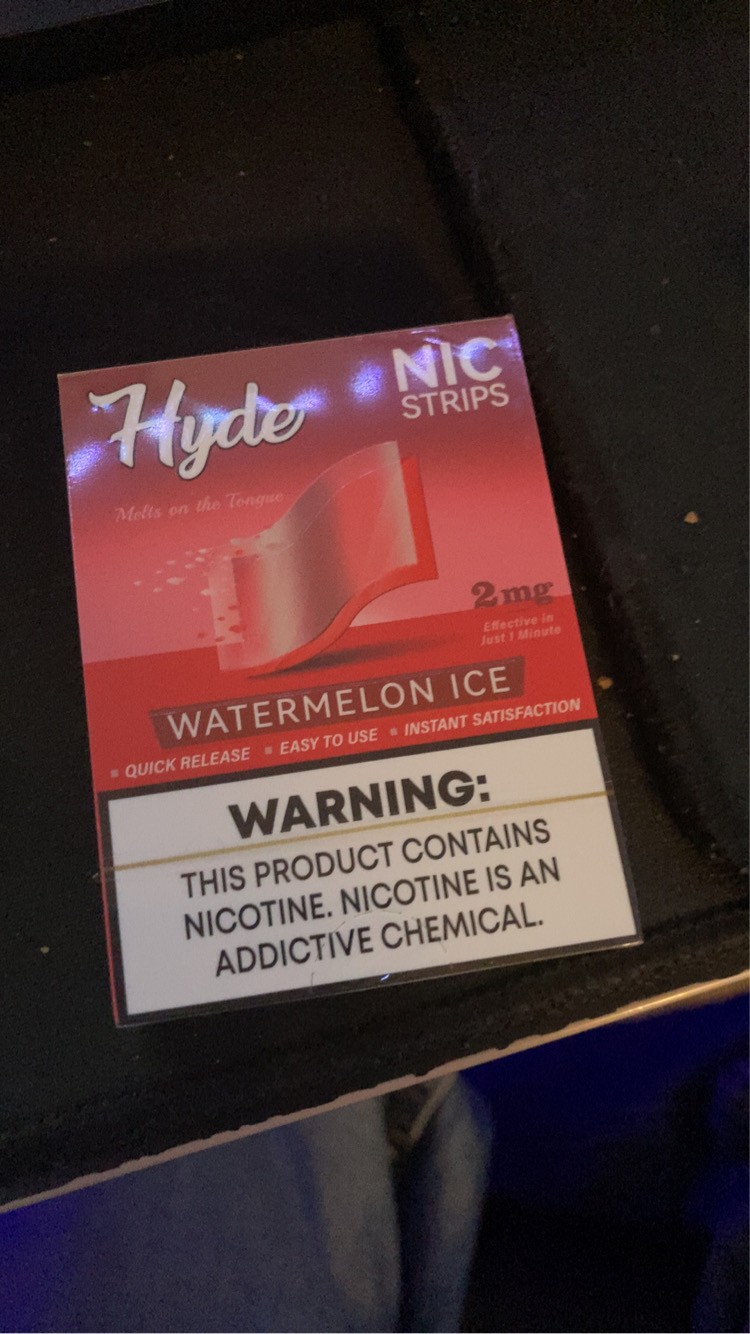 Hyde
NIC
STRIPS
Melts on the Tongue
2mg
Effective in
Just 1 Minute
WATERMELON ICE
▪ QUICK RELEASE ▪ EASY TO USE ▪ INSTANT SATISFACTION
WARNING:
THIS PRODUCT CONTAINS
NICOTINE. NICOTINE IS AN
ADDICTIVE CHEMICAL.